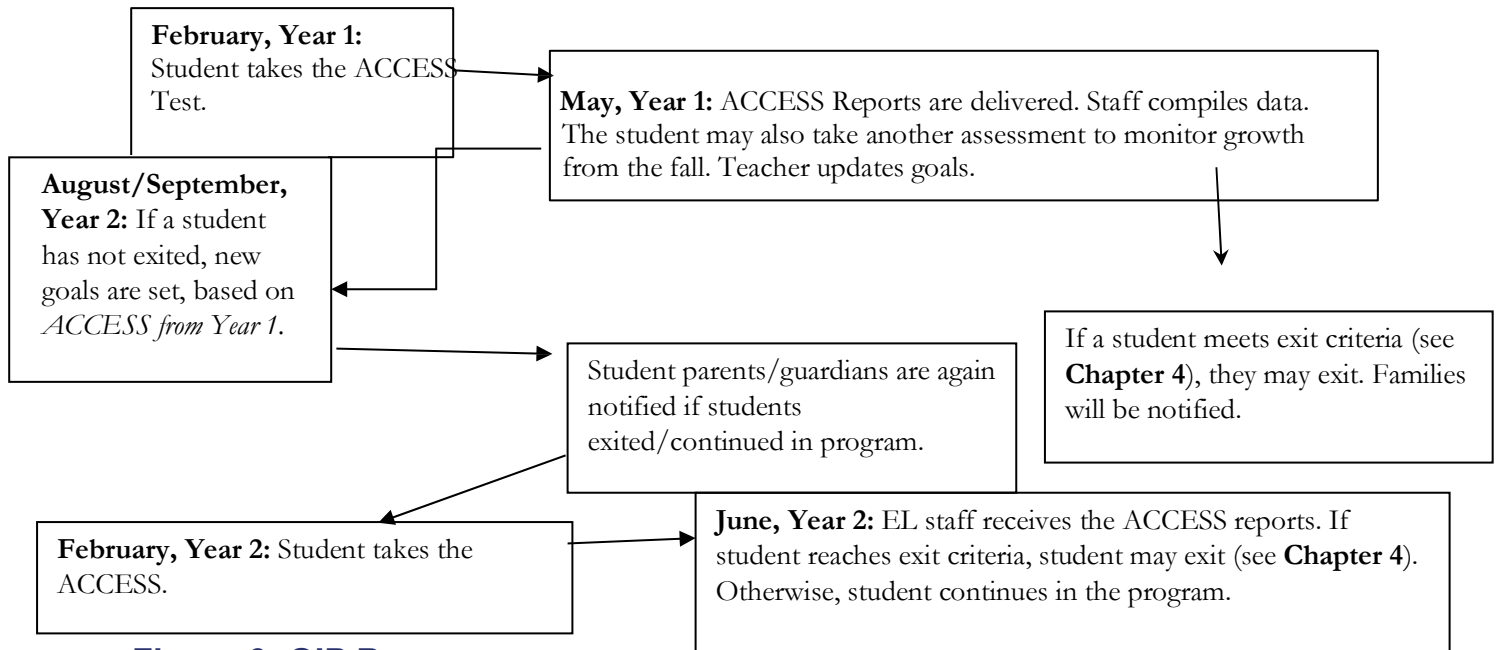 February, Year 1:
Student takes the ACCESS
Test.
May, Year 1: ACCESS Reports are delivered. Staff compiles data.
The student may also take another assessment to monitor growth
from the fall. Teacher updates goals.
August/September,
Year 2: If a student
has not exited, new
goals are set, based on
ACCESS from Year 1.
If a student meets exit criteria (see
Chapter 4), they may exit. Families
will be notified.
Student parents/guardians are again
notified if students
exited/continued in program.
February, Year 2: Student takes the
ACCESS.
June, Year 2: EL staff receives the ACCESS reports. If
student reaches exit criteria, student may exit (see Chapter 4).
Otherwise, student continues in the program.